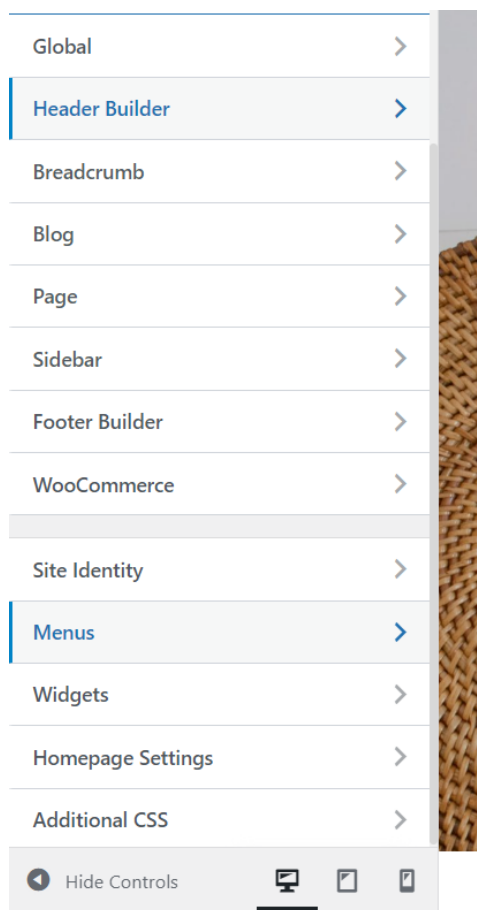 Global
Header Builder
Breadcrumb
Blog
Page
Sidebar
Footer Builder
WooCommerce
Site Identity
Menus
Widgets
Homepage Settings
Additional CSS
Hide Controls